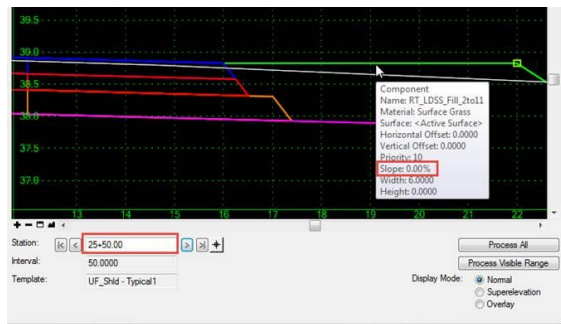 39.5
39.0
38.5
38.0
37.5
37.0
Component
Name: RT_LDSS_Fill_2to11
Material: Surface Grass
Surface: <Active Surface>
Horizontal Offset: 0.0000
Vertical Offset: 0.0000
Priority: 10
Slope: 0.00%
Width: 6.0000
Height: 0.0000
13 14 15 16 17 18 19 20 21 22
Station: 25+50.00
Interval: 50.0000
Template: UF_Shld - Typical1
Process All
Process Visible Range
Display Mode: Normal
Superelevation
Overlay